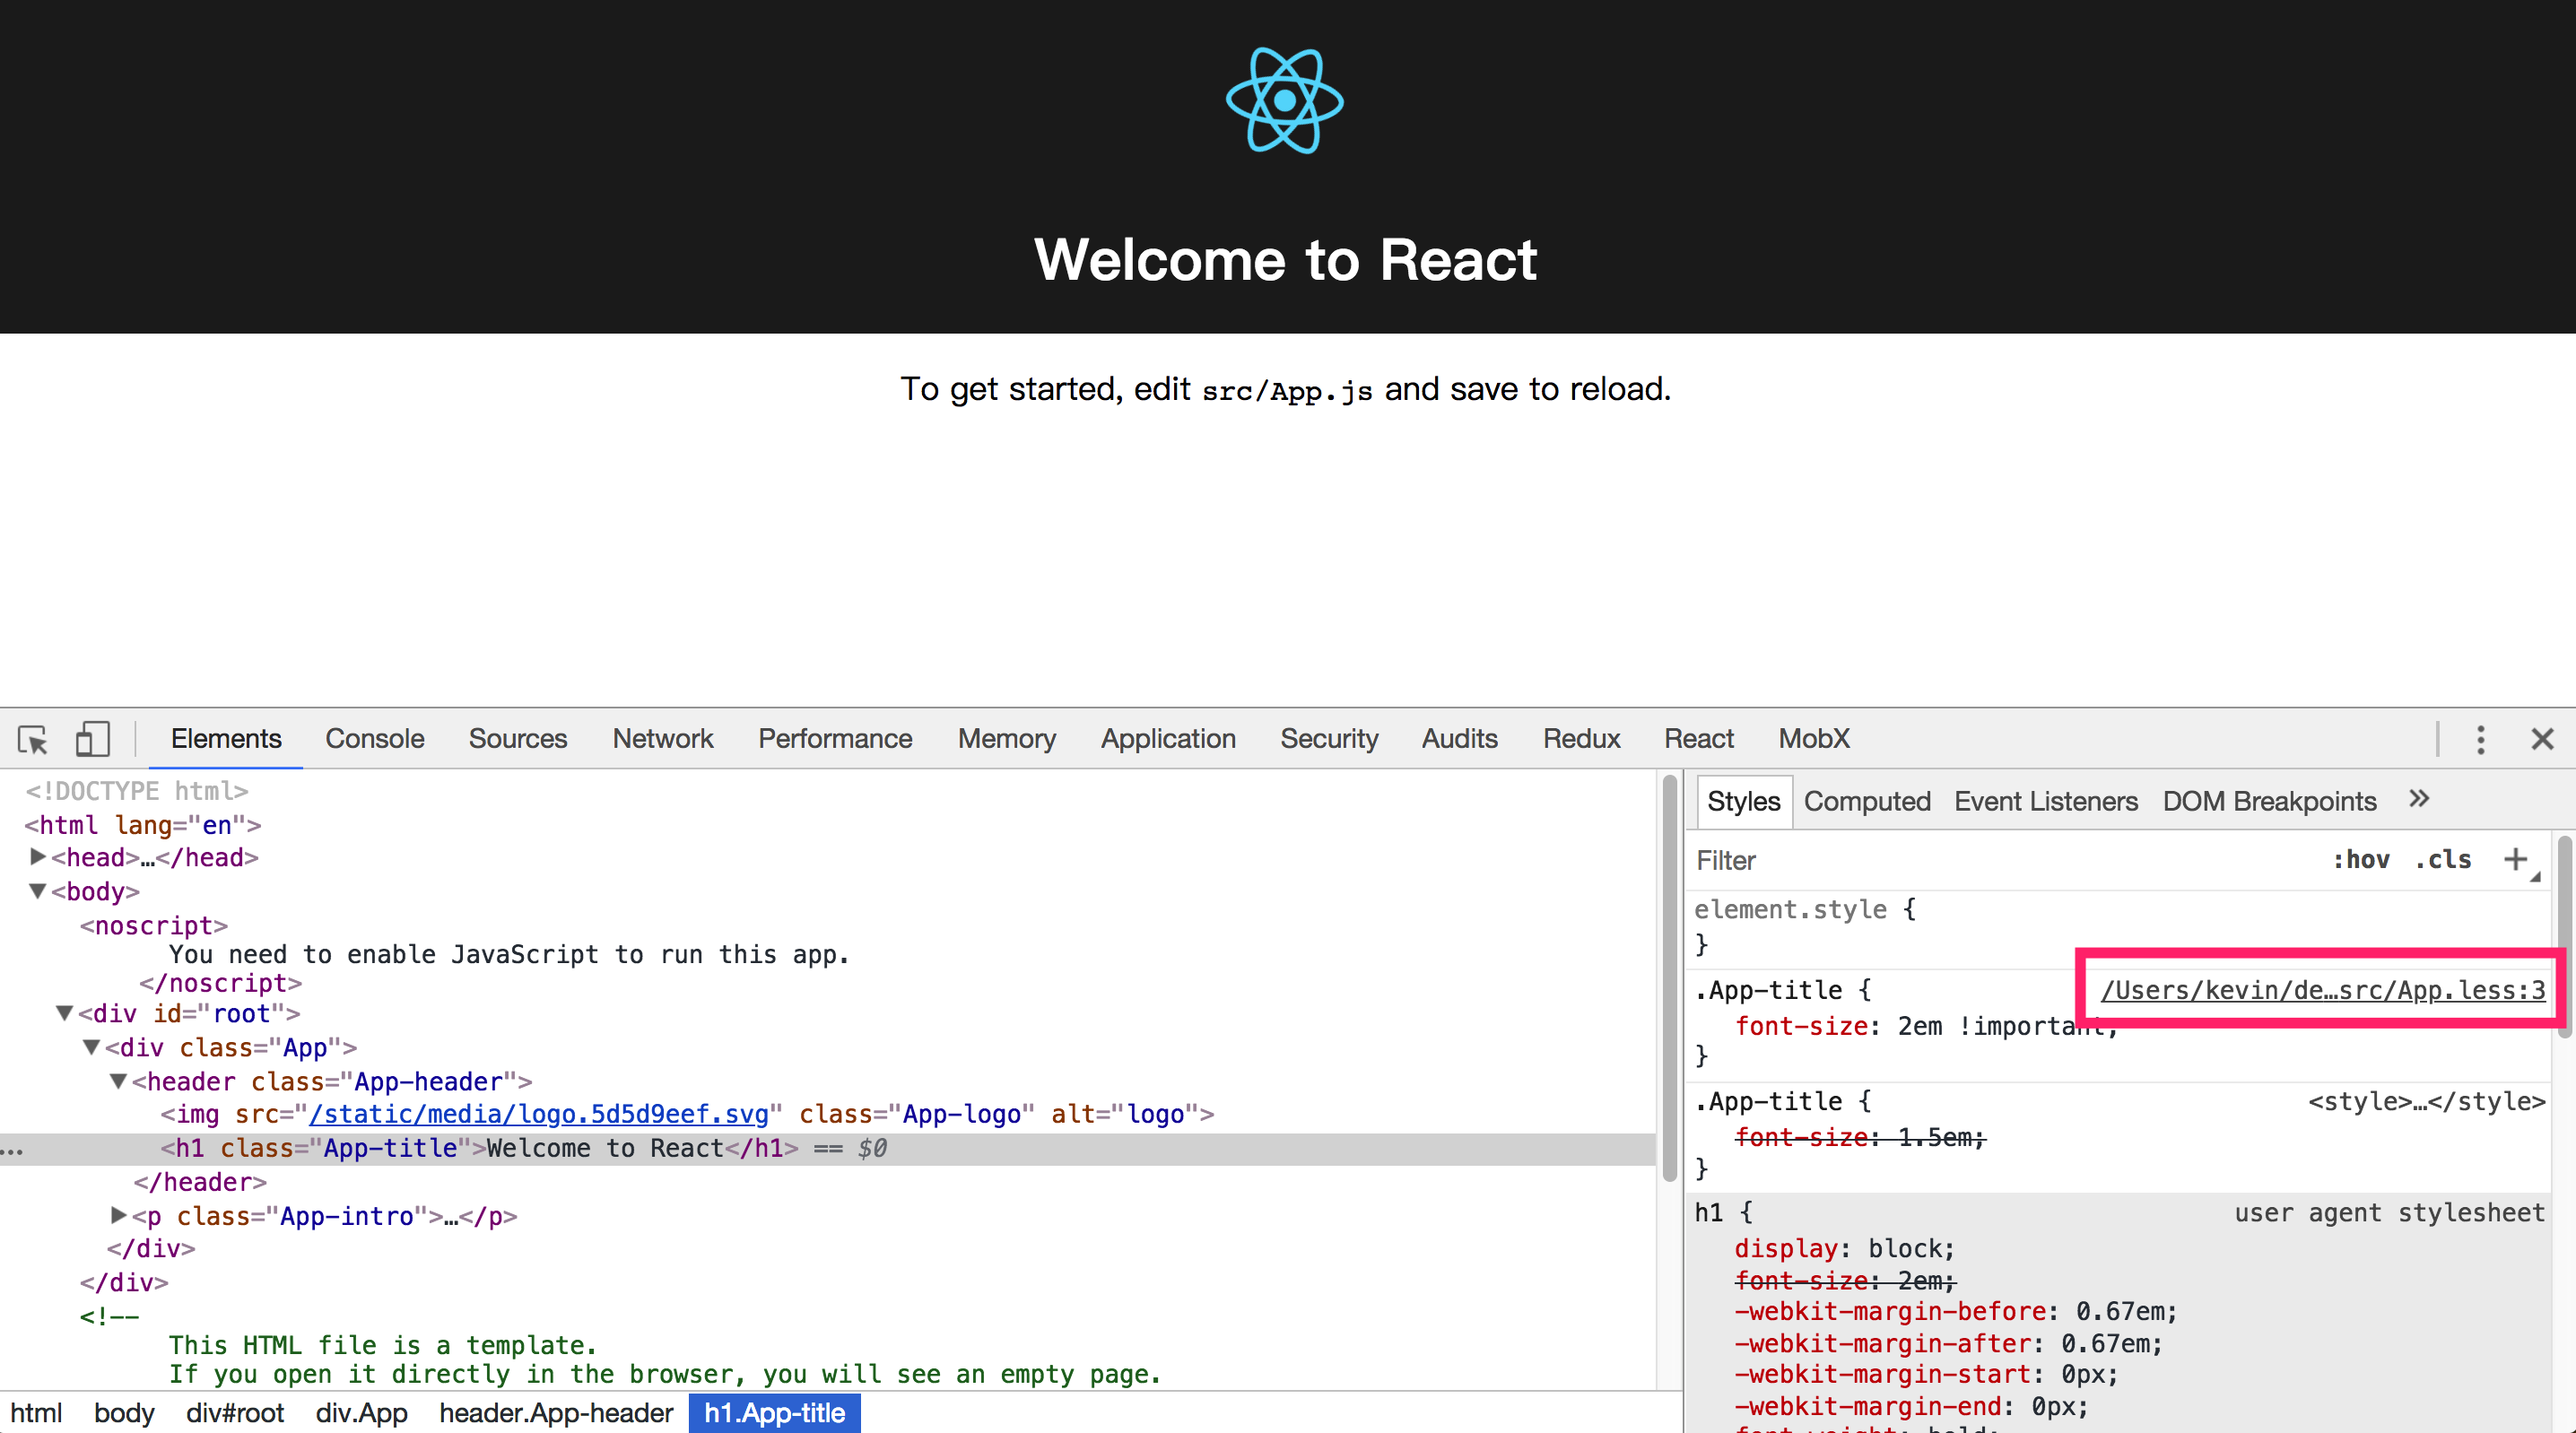 Welcome to React
To get started, edit src/App.js and save to reload.
Elements Console Sources Network Performance Memory Application Security Audits Redux React MobX
<!DOCTYPE html>
<html lang="en">
▶<head>…</head>
▼<body>
<noscript>
You need to enable JavaScript to run this app.
</noscript>
▼<div id="root">
▼<div class="App">
▼<header class="App-header">
<img src="/static/media/logo.5d5d9eef.svg" class="App-logo" alt="logo">
<h1 class="App-title">Welcome to React</h1> == $0
</header>
▶<p class="App-intro">…</p>
</div>
</div>
<!--
This HTML file is a template.
If you open it directly in the browser, you will see an empty page.
html body div#root div.App header.App-header h1.App-title
Styles Computed Event Listeners DOM Breakpoints »
Filter :hov .cls +
element.style {
}
.App-title { /Users/kevin/de…src/App.less:3
font-size: 2em !important;
}
.App-title { <style>…</style>
font-size: 1.5em;
}
h1 { user agent stylesheet
display: block;
font-size: 2em;
-webkit-margin-before: 0.67em;
-webkit-margin-after: 0.67em;
-webkit-margin-start: 0px;
-webkit-margin-end: 0px;
font-weight: bold;